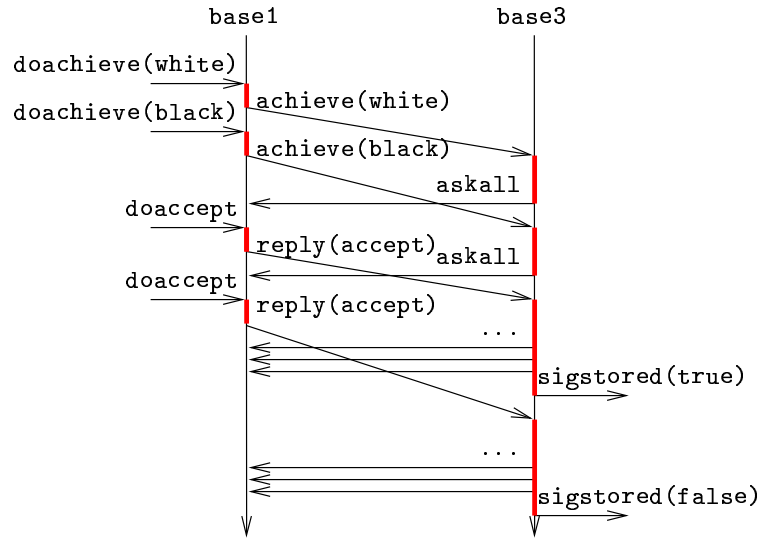 base1 base3
doachieve(white)
achieve(white)
doachieve(black)
achieve(black)
askall
doaccept
reply(accept)
askall
doaccept
reply(accept)
...
sigstored(true)
...
sigstored(false)